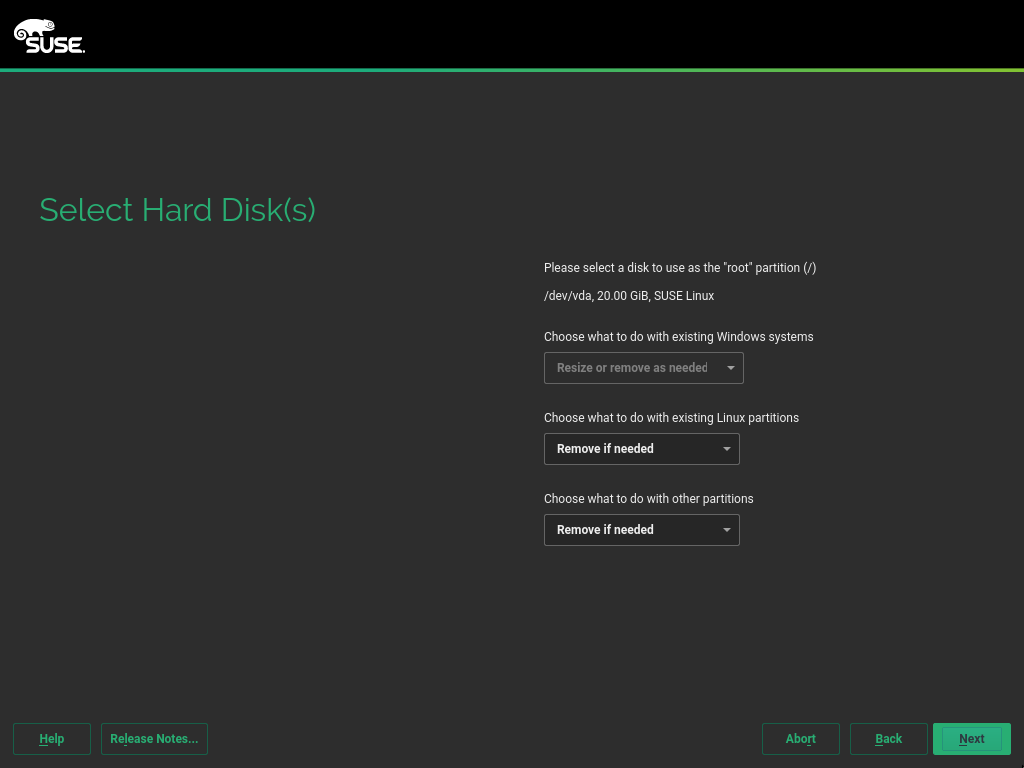 SUSE.
Select Hard Disk(s)
Please select a disk to use as the "root" partition (/)
/dev/vda, 20.00 GiB, SUSE Linux
Choose what to do with existing Windows systems
Resize or remove as needed
Choose what to do with existing Linux partitions
Remove if needed
Choose what to do with other partitions
Remove if needed
Help Release Notes... Abort Back Next